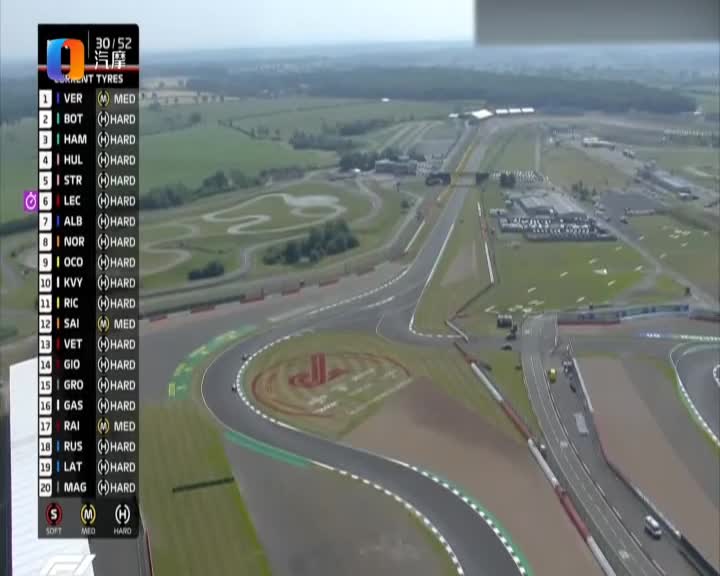 30/52
汽摩
CURRENT TYRES
1 VER M MED
2 BOT H HARD
3 HAM H HARD
4 HUL H HARD
5 STR H HARD
6 LEC H HARD
7 ALB H HARD
8 NOR H HARD
9 OCO H HARD
10 KVY H HARD
11 RIC H HARD
12 SAI M MED
13 VET H HARD
14 GIO H HARD
15 GRO H HARD
16 GAS H HARD
17 RAI M MED
18 RUS H HARD
19 LAT H HARD
20 MAG H HARD
S M H
SOFT MED HARD
F1